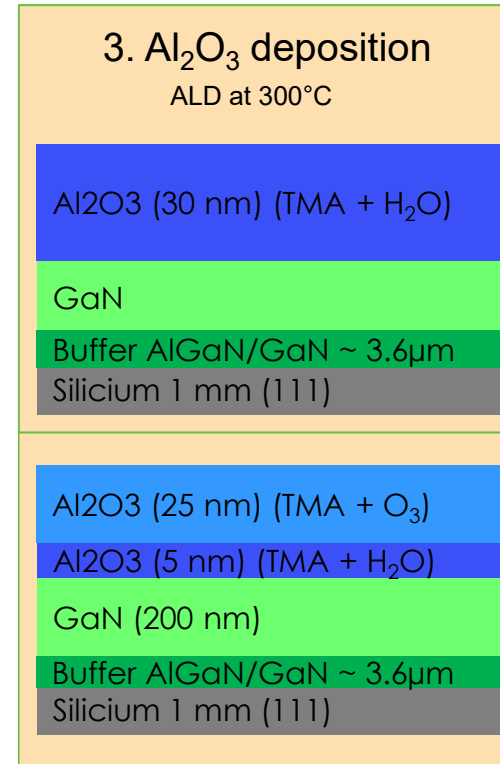 3. Al₂O₃ deposition
ALD at 300°C
Al2O3 (30 nm) (TMA + H₂O)
GaN
Buffer AlGaN/GaN ~ 3.6µm
Silicium 1 mm (111)
Al2O3 (25 nm) (TMA + O₃)
Al2O3 (5 nm) (TMA + H₂O)
GaN (200 nm)
Buffer AlGaN/GaN ~ 3.6µm
Silicium 1 mm (111)